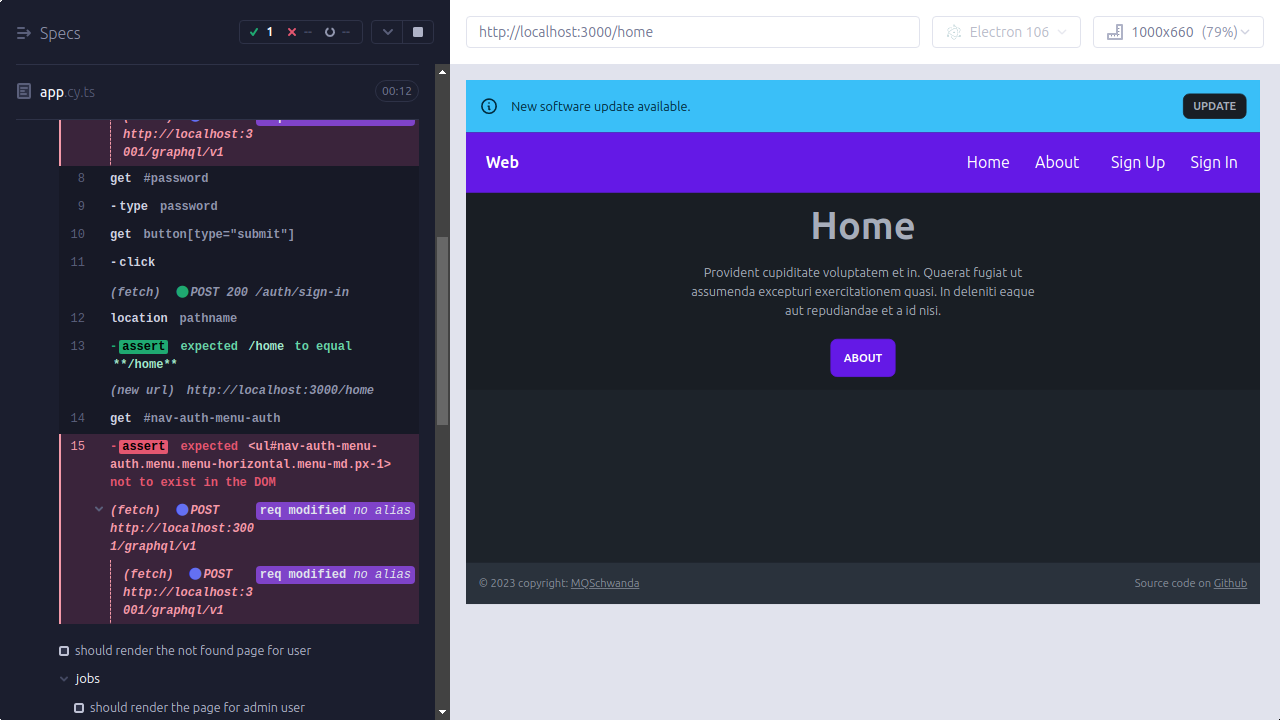 Specs
1
--
--
app.cy.ts
00:12
http://localhost:3
001/graphql/v1
8 get #password
9 -type password
10 get button[type="submit"]
11 -click
(fetch) POST 200 /auth/sign-in
12 location pathname
13 -assert expected /home to equal
**/home**
(new url) http://localhost:3000/home
14 get #nav-auth-menu-auth
15 -assert expected <ul#nav-auth-menu-
auth.menu.menu-horizontal.menu-md.px-1>
not to exist in the DOM
(fetch) POST req modified no alias
http://localhost:300
1/graphql/v1
(fetch) POST req modified no alias
http://localhost:3
001/graphql/v1
should render the not found page for user
jobs
should render the page for admin user
http://localhost:3000/home
Electron 106
1000x660 (79%)
New software update available.
UPDATE
Web
Home About Sign Up Sign In
Home
Provident cupiditate voluptatem et in. Quaerat fugiat ut
assumenda excepturi exercitationem quasi. In deleniti eaque
aut repudiandae et a id nisi.
ABOUT
© 2023 copyright: MQSchwanda
Source code on Github